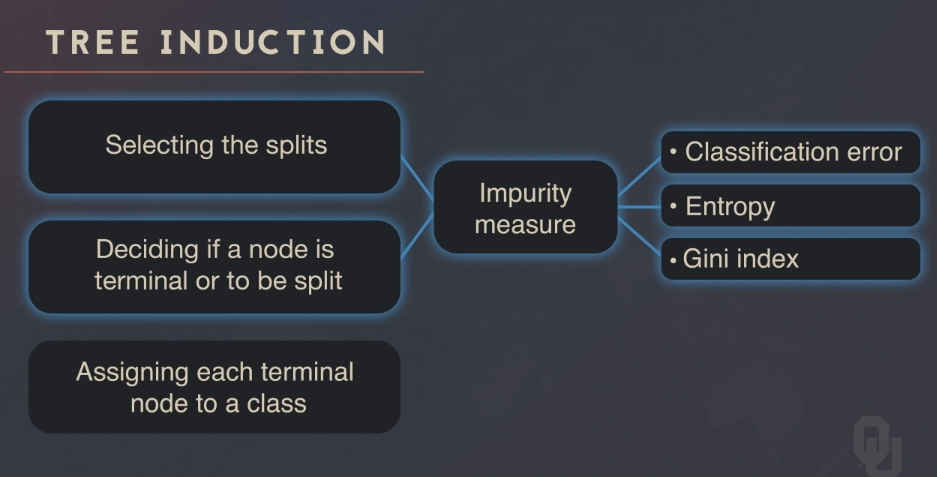 TREE INDUCTION
Selecting the splits
Deciding if a node is
terminal or to be split
Assigning each terminal
node to a class
Impurity
measure
• Classification error
• Entropy
• Gini index
OU